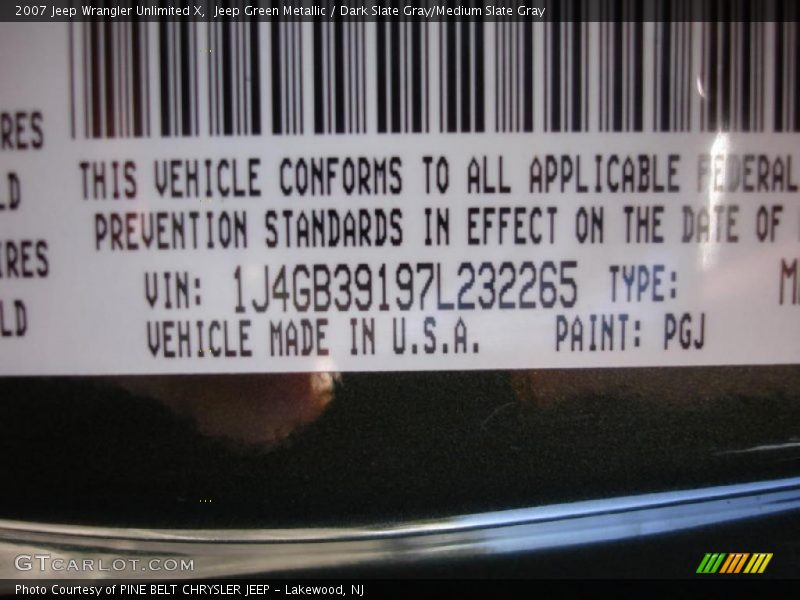 2007 Jeep Wrangler Unlimited X, Jeep Green Metallic / Dark Slate Gray/Medium Slate Gray
RES
LD
THIS VEHICLE CONFORMS TO ALL APPLICABLE FEDERAL
PREVENTION STANDARDS IN EFFECT ON THE DATE OF
IRES
VIN: 1J4GB39197L232265 TYPE: M
LD
VEHICLE MADE IN U.S.A. PAINT: PGJ
GTCARLOT.COM
Photo Courtesy of PINE BELT CHRYSLER JEEP - Lakewood, NJ